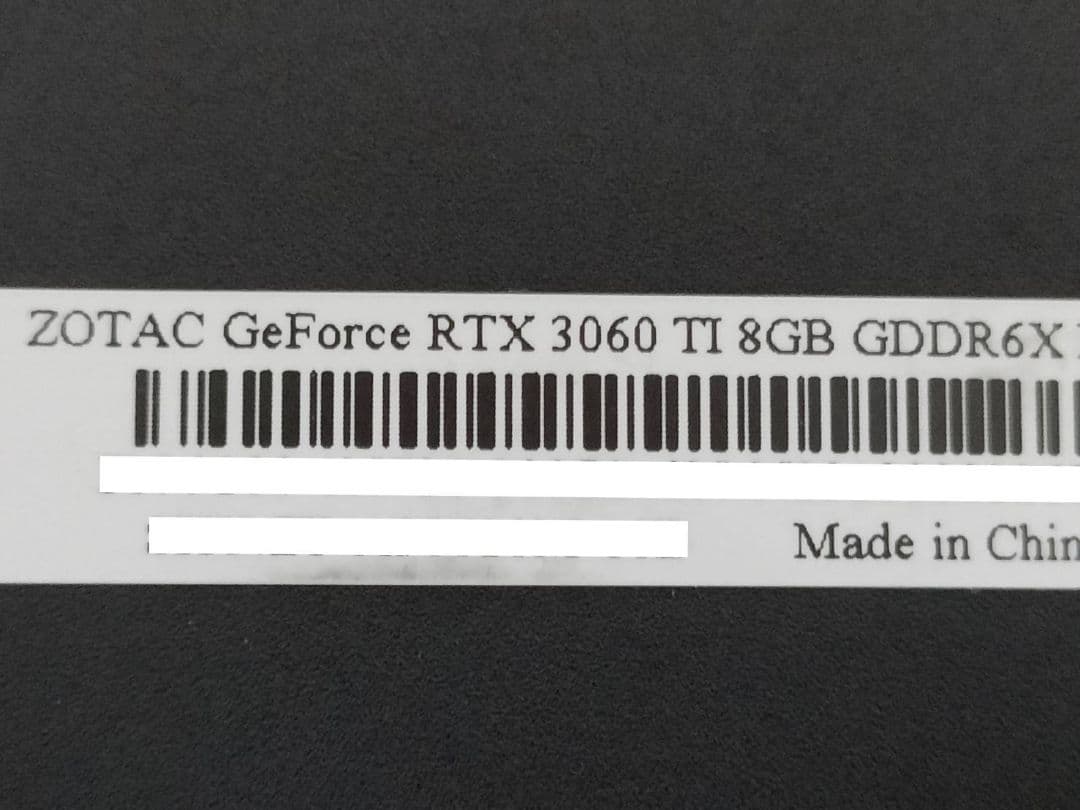 ZOTAC GeForce RTX 3060 TI 8GB GDDR6X
Made in Chin